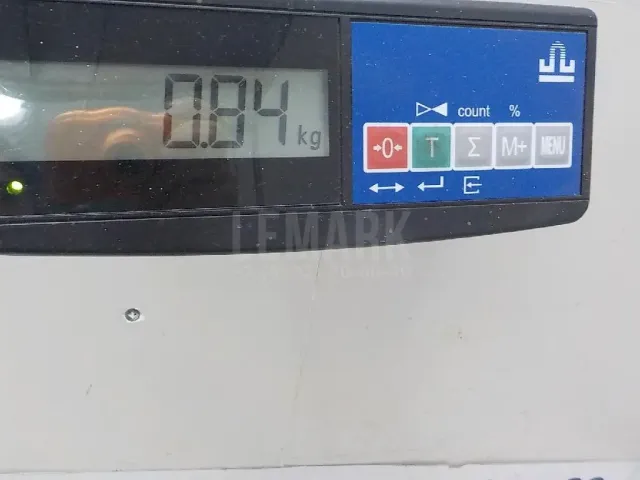 0.84 kg
count %
→0← T Σ M+ MENU
LEMARK